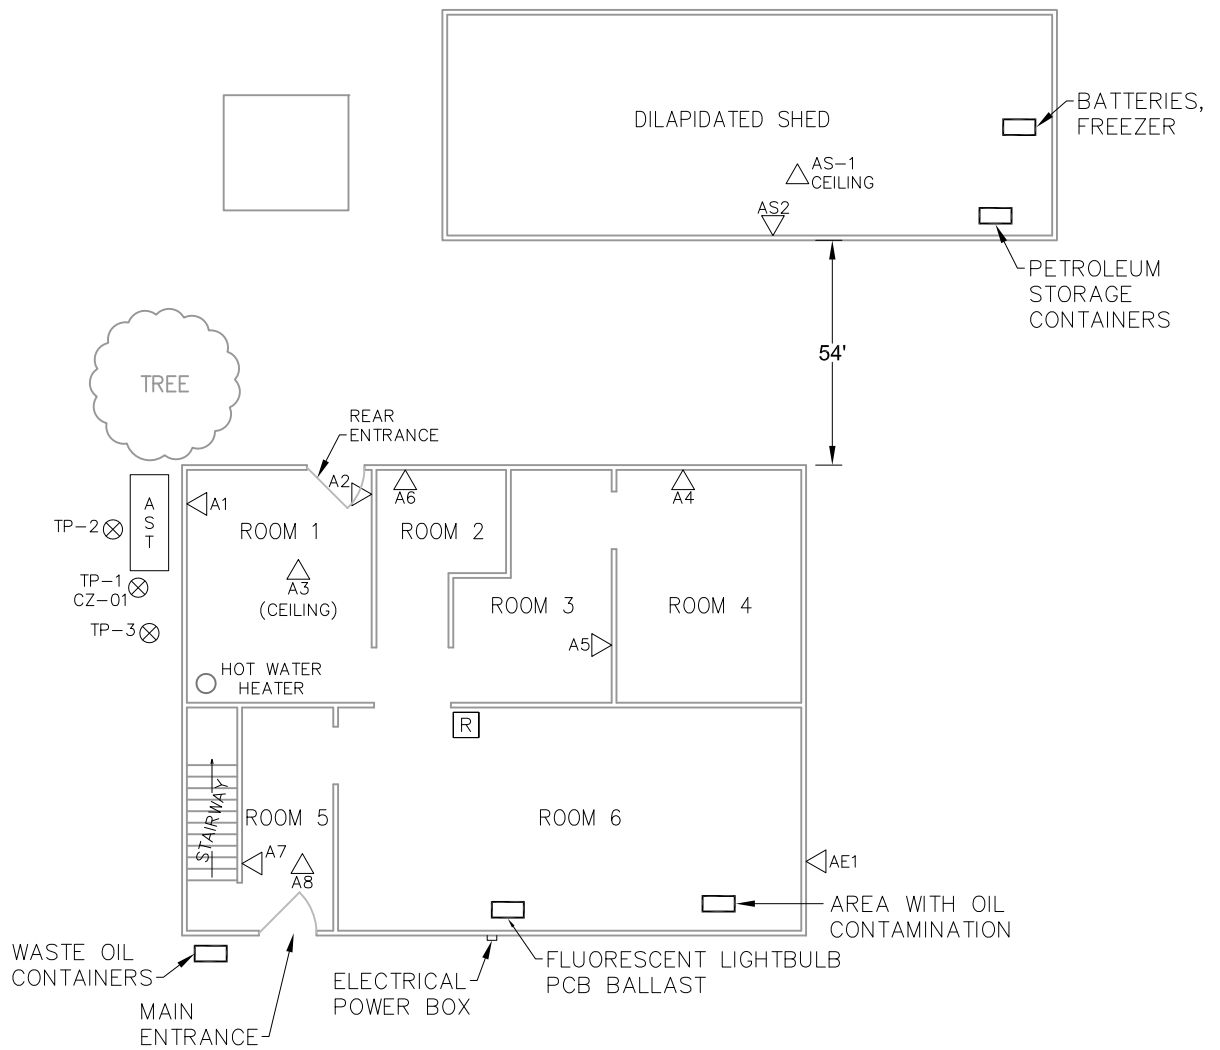 DILAPIDATED SHED
BATTERIES,
FREEZER
AS-1
CEILING
AS2
PETROLEUM
STORAGE
CONTAINERS
54'
TREE
REAR
ENTRANCE
A1
A2
A6
A4
AST
TP-2
ROOM 1
ROOM 2
TP-1
CZ-01
A3
(CEILING)
ROOM 3
ROOM 4
TP-3
A5
HOT WATER
HEATER
R
STAIRWAY
ROOM 5
ROOM 6
A7
A8
AE1
AREA WITH OIL
CONTAMINATION
WASTE OIL
CONTAINERS
ELECTRICAL
POWER BOX
FLUORESCENT LIGHTBULB
PCB BALLAST
MAIN
ENTRANCE